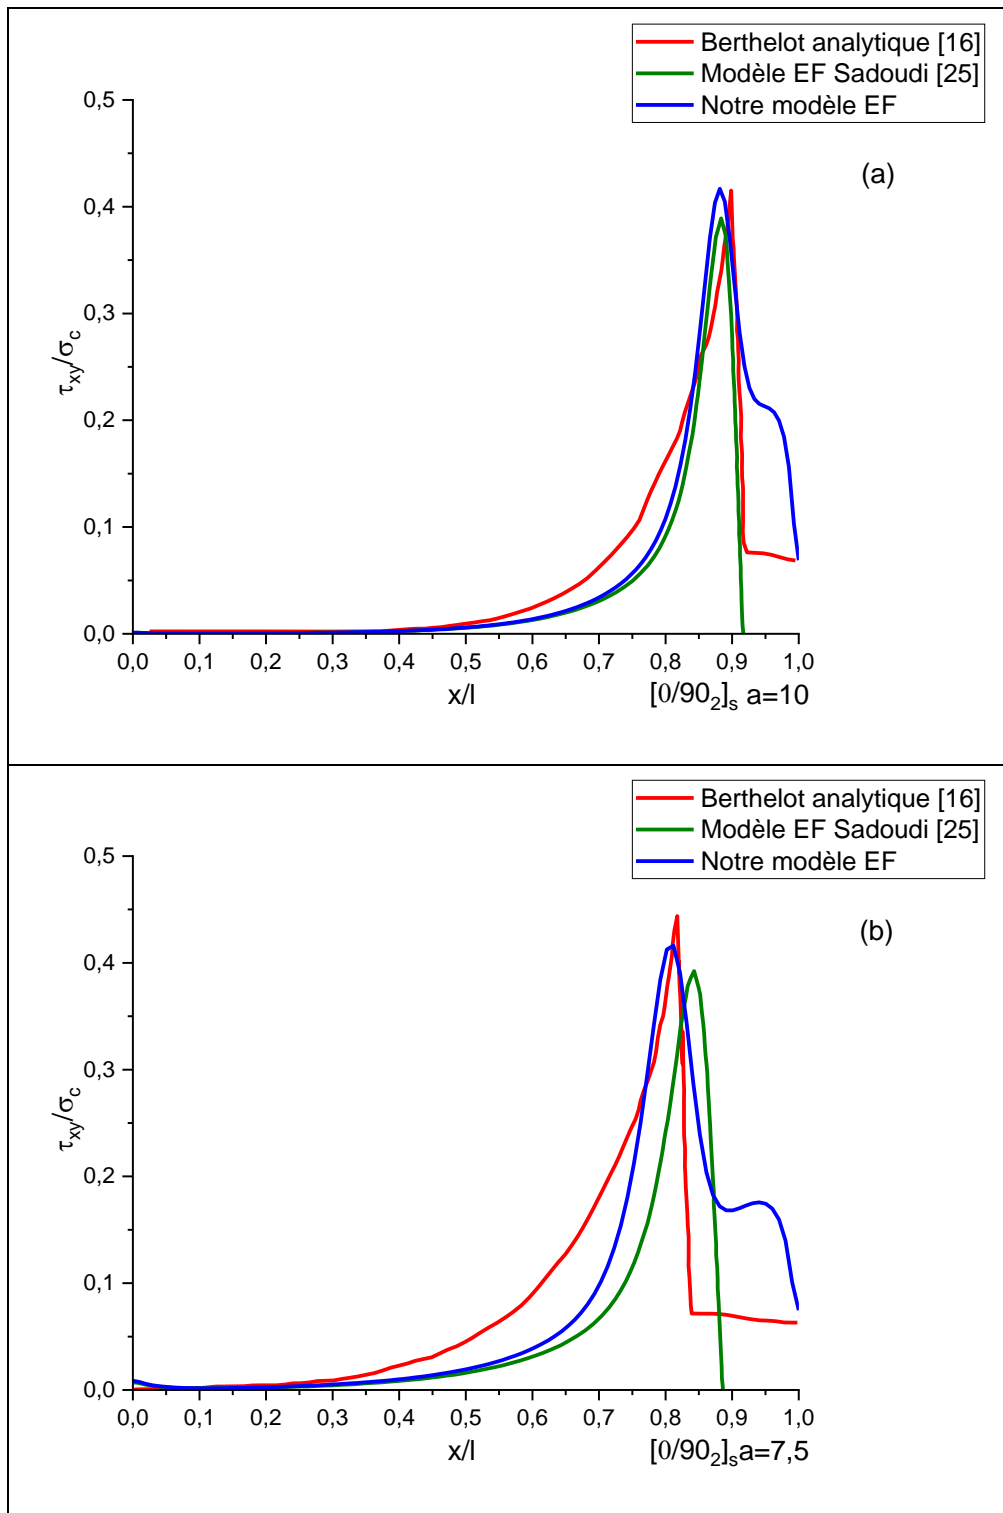 Berthelot analytique [16]
Modèle EF Sadoudi [25]
Notre modèle EF
(a)
0,5
0,4
0,3
0,2
0,1
0,0
τxy/σc
0,0 0,1 0,2 0,3 0,4 0,5 0,6 0,7 0,8 0,9 1,0
x/l [0/90₂]ₛ a=10
Berthelot analytique [16]
Modèle EF Sadoudi [25]
Notre modèle EF
(b)
0,5
0,4
0,3
0,2
0,1
0,0
τxy/σc
0,0 0,1 0,2 0,3 0,4 0,5 0,6 0,7 0,8 0,9 1,0
x/l [0/90₂]ₛa=7,5